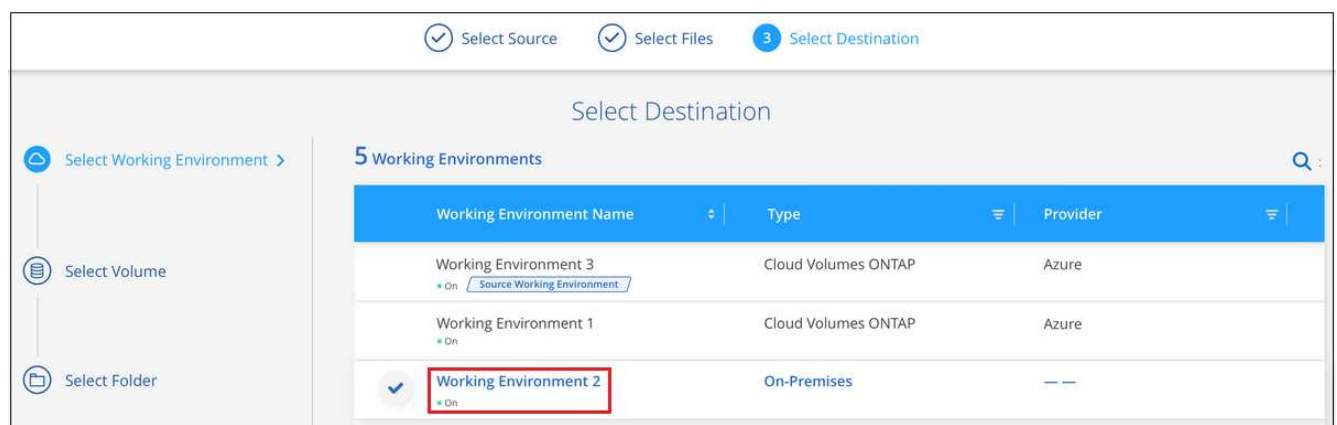 Select Source
Select Files
3 Select Destination
Select Destination
Select Working Environment
5 Working Environments
Working Environment Name Type Provider
Working Environment 3 Cloud Volumes ONTAP Azure
On Source Working Environment
Select Volume
Working Environment 1 Cloud Volumes ONTAP Azure
On
Select Folder
Working Environment 2 On-Premises — —
On